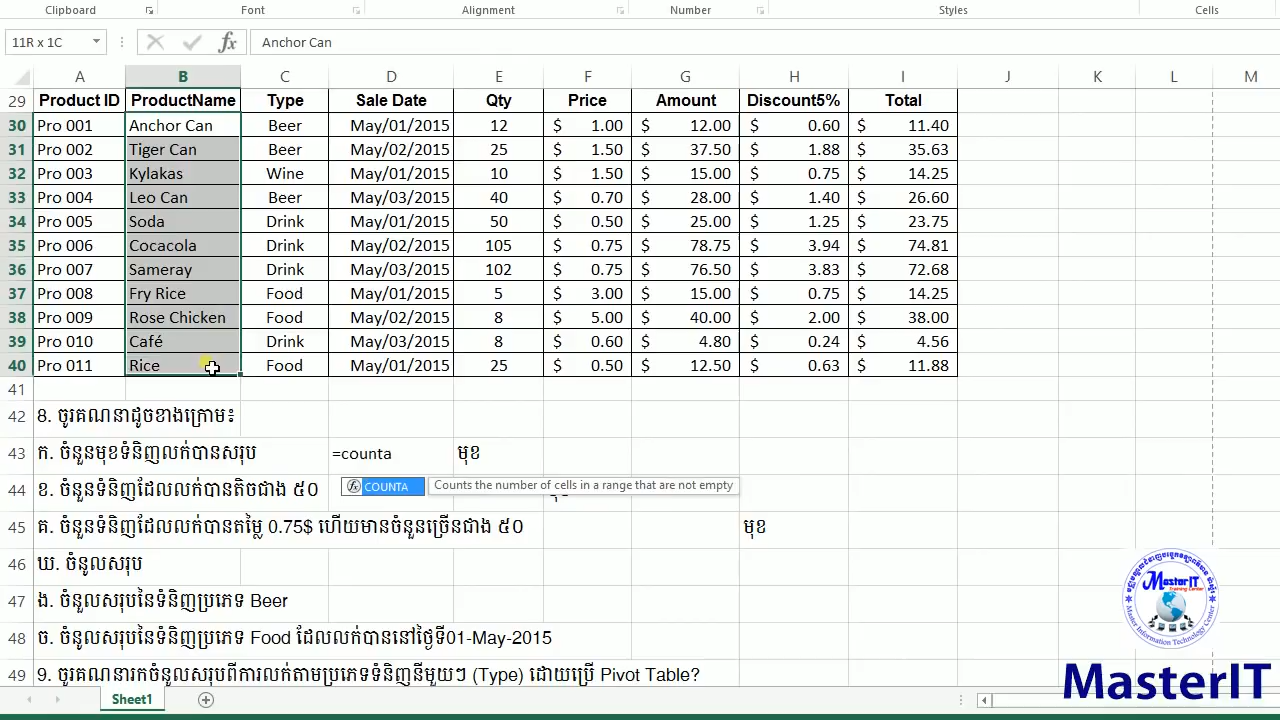 Clipboard Font Alignment Number Styles Cells
11R x 1C fx Anchor Can
A B C D E F G H I J K L M
29 Product ID ProductName Type Sale Date Qty Price Amount Discount5% Total
30 Pro 001 Anchor Can Beer May/01/2015 12 $ 1.00 $ 12.00 $ 0.60 $ 11.40
31 Pro 002 Tiger Can Beer May/02/2015 25 $ 1.50 $ 37.50 $ 1.88 $ 35.63
32 Pro 003 Kylakas Wine May/01/2015 10 $ 1.50 $ 15.00 $ 0.75 $ 14.25
33 Pro 004 Leo Can Beer May/03/2015 40 $ 0.70 $ 28.00 $ 1.40 $ 26.60
34 Pro 005 Soda Drink May/01/2015 50 $ 0.50 $ 25.00 $ 1.25 $ 23.75
35 Pro 006 Cocacola Drink May/02/2015 105 $ 0.75 $ 78.75 $ 3.94 $ 74.81
36 Pro 007 Sameray Drink May/03/2015 102 $ 0.75 $ 76.50 $ 3.83 $ 72.68
37 Pro 008 Fry Rice Food May/01/2015 5 $ 3.00 $ 15.00 $ 0.75 $ 14.25
38 Pro 009 Rose Chicken Food May/02/2015 8 $ 5.00 $ 40.00 $ 2.00 $ 38.00
39 Pro 010 Café Drink May/03/2015 8 $ 0.60 $ 4.80 $ 0.24 $ 4.56
40 Pro 011 Rice Food May/01/2015 25 $ 0.50 $ 12.50 $ 0.63 $ 11.88
41
42 8. ចូរគណនាដូចខាងក្រោម៖
43 ក. ចំនួនមុខទំនិញលក់បានសរុប =counta មុខ
44 ខ. ចំនួនទំនិញដែលលក់បានតិចជាង ៥០ COUNTA Counts the number of cells in a range that are not empty
45 គ. ចំនួនទំនិញដែលលក់បានតម្លៃ 0.75$ ហើយមានចំនួនច្រើនជាង ៥០ មុខ
46 ឃ. ចំនូលសរុប
47 ង. ចំនួលសរុបនៃទំនិញប្រភេទ Beer
48 ច. ចំនូលសរុបនៃទំនិញប្រភេទ Food ដែលលក់បាននៅថ្ងៃទី01-May-2015
49 9. ចូរគណនារកចំនូលសរុបពីការលក់តាមប្រភេទទំនិញនីមួយៗ (Type) ដោយប្រើ Pivot Table?
Sheet1
MasterIT
Training Center
Master Information Technology Center
MasterIT